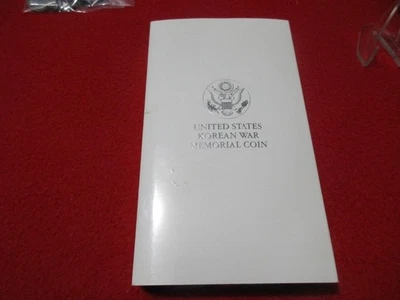 UNITED STATES
KOREAN WAR
MEMORIAL COIN